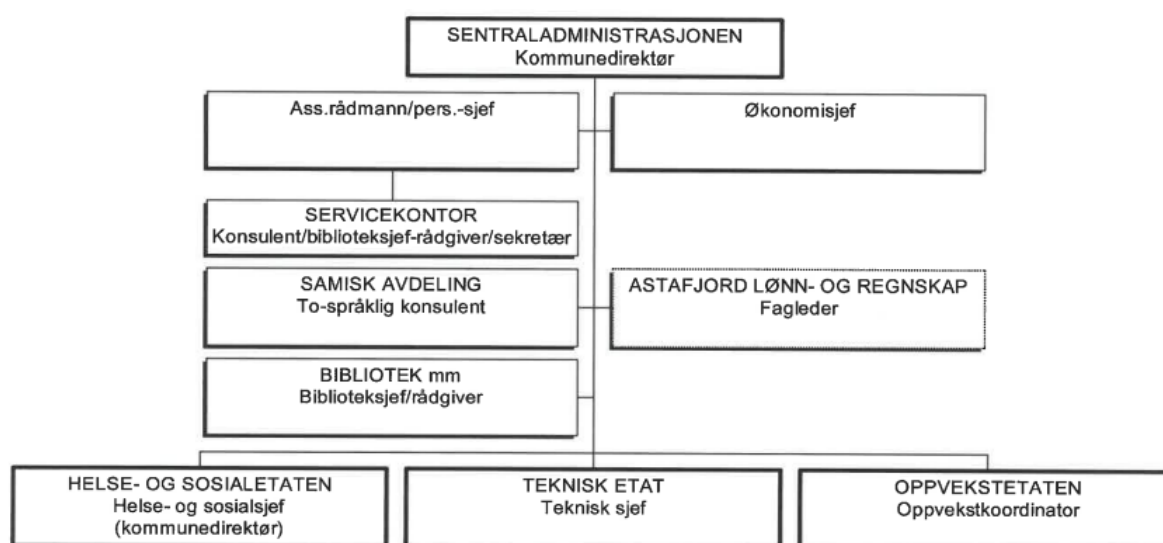 SENTRALADMINISTRASJONEN
Kommunedirektør
Ass.rådmann/pers.-sjef
Økonomisjef
SERVICEKONTOR
Konsulent/biblioteksjef-rådgiver/sekretær
SAMISK AVDELING
To-språklig konsulent
ASTAFJORD LØNN- OG REGNSKAP
Fagleder
BIBLIOTEK mm
Biblioteksjef/rådgiver
HELSE- OG SOSIALETATEN
Helse- og sosialsjef
(kommunedirektør)
TEKNISK ETAT
Teknisk sjef
OPPVEKSTETATEN
Oppvekstkoordinator